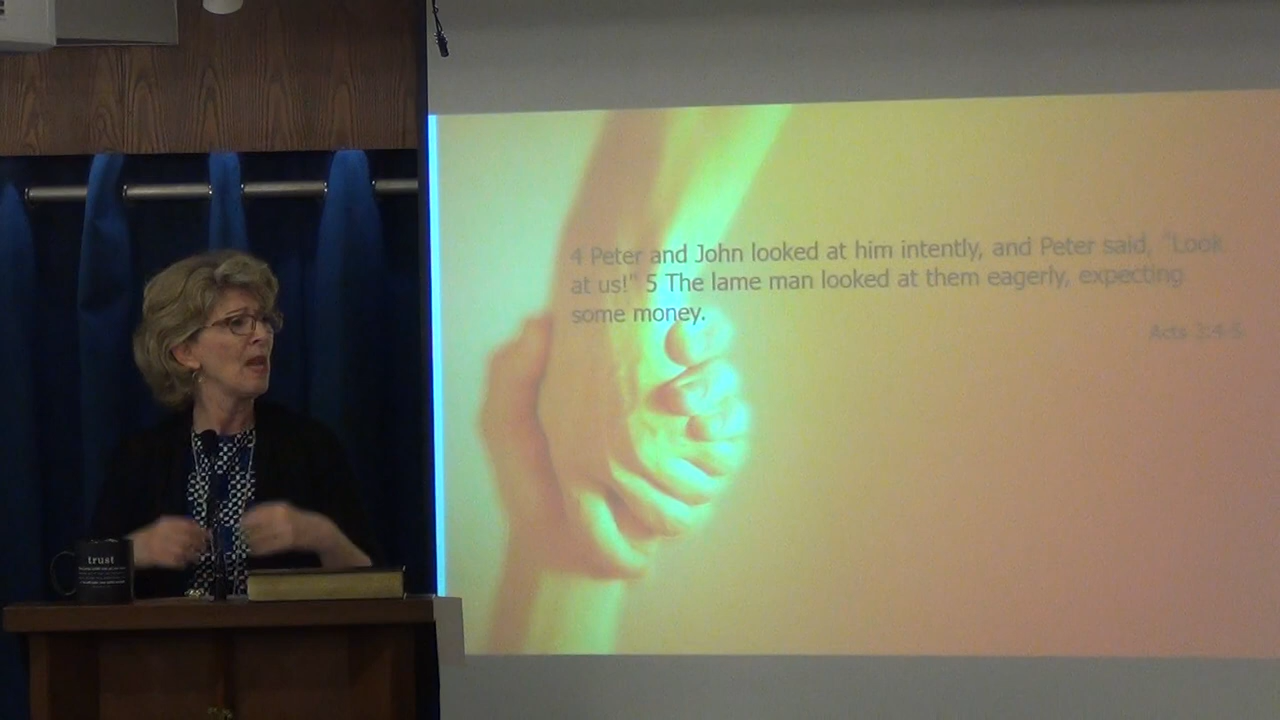 4 Peter and John looked at him intently, and Peter said, "Look
at us!" 5 The lame man looked at them eagerly, expecting
some money.
Acts 3:4-5
trust